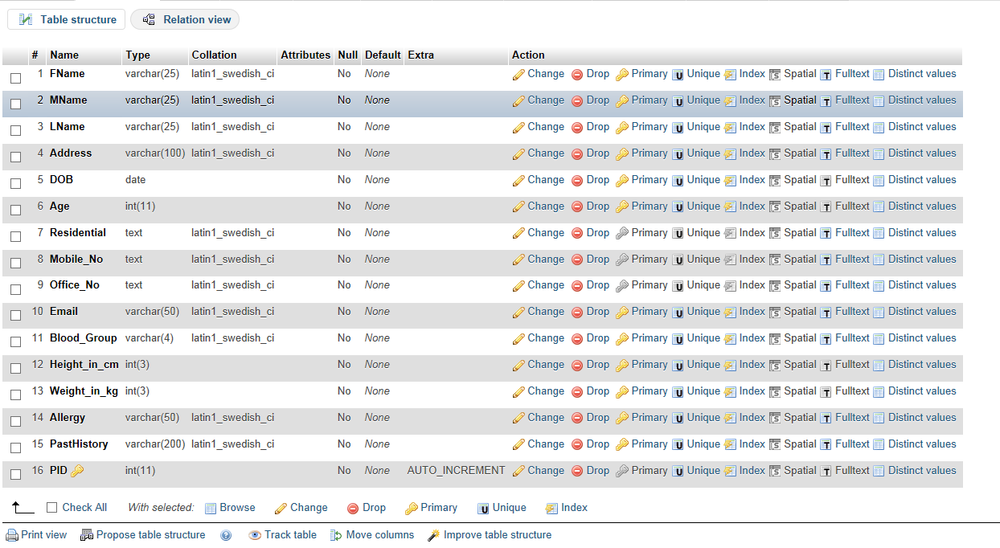 Table structure Relation view
# Name Type Collation Attributes Null Default Extra Action
1 FName varchar(25) latin1_swedish_ci No None Change Drop Primary Unique Index Spatial Fulltext Distinct values
2 MName varchar(25) latin1_swedish_ci No None Change Drop Primary Unique Index Spatial Fulltext Distinct values
3 LName varchar(25) latin1_swedish_ci No None Change Drop Primary Unique Index Spatial Fulltext Distinct values
4 Address varchar(100) latin1_swedish_ci No None Change Drop Primary Unique Index Spatial Fulltext Distinct values
5 DOB date No None Change Drop Primary Unique Index Spatial Fulltext Distinct values
6 Age int(11) No None Change Drop Primary Unique Index Spatial Fulltext Distinct values
7 Residential text latin1_swedish_ci No None Change Drop Primary Unique Index Spatial Fulltext Distinct values
8 Mobile_No text latin1_swedish_ci No None Change Drop Primary Unique Index Spatial Fulltext Distinct values
9 Office_No text latin1_swedish_ci No None Change Drop Primary Unique Index Spatial Fulltext Distinct values
10 Email varchar(50) latin1_swedish_ci No None Change Drop Primary Unique Index Spatial Fulltext Distinct values
11 Blood_Group varchar(4) latin1_swedish_ci No None Change Drop Primary Unique Index Spatial Fulltext Distinct values
12 Height_in_cm int(3) No None Change Drop Primary Unique Index Spatial Fulltext Distinct values
13 Weight_in_kg int(3) No None Change Drop Primary Unique Index Spatial Fulltext Distinct values
14 Allergy varchar(50) latin1_swedish_ci No None Change Drop Primary Unique Index Spatial Fulltext Distinct values
15 PastHistory varchar(200) latin1_swedish_ci No None Change Drop Primary Unique Index Spatial Fulltext Distinct values
16 PID int(11) No None AUTO_INCREMENT Change Drop Primary Unique Index Spatial Fulltext Distinct values
Check All With selected: Browse Change Drop Primary Unique Index
Print view Propose table structure Track table Move columns Improve table structure